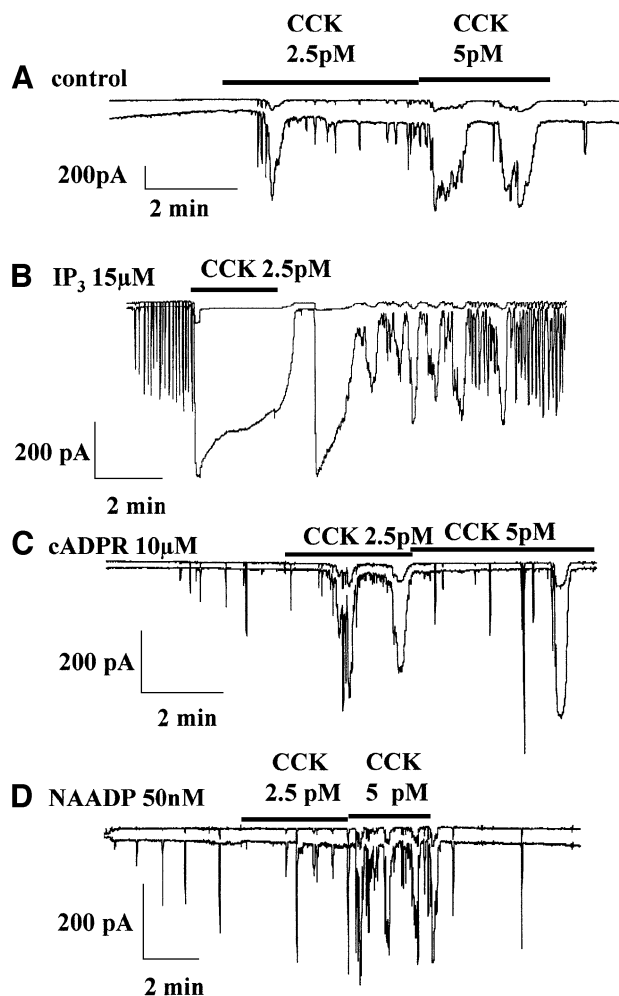 CCK CCK
2.5pM 5pM
A control
200pA
2 min
B IP3 15μM CCK 2.5pM
200 pA
2 min
C cADPR 10μM CCK 2.5pM CCK 5pM
200 pA
2 min
CCK CCK
D NAADP 50nM 2.5 pM 5 pM
200 pA
2 min